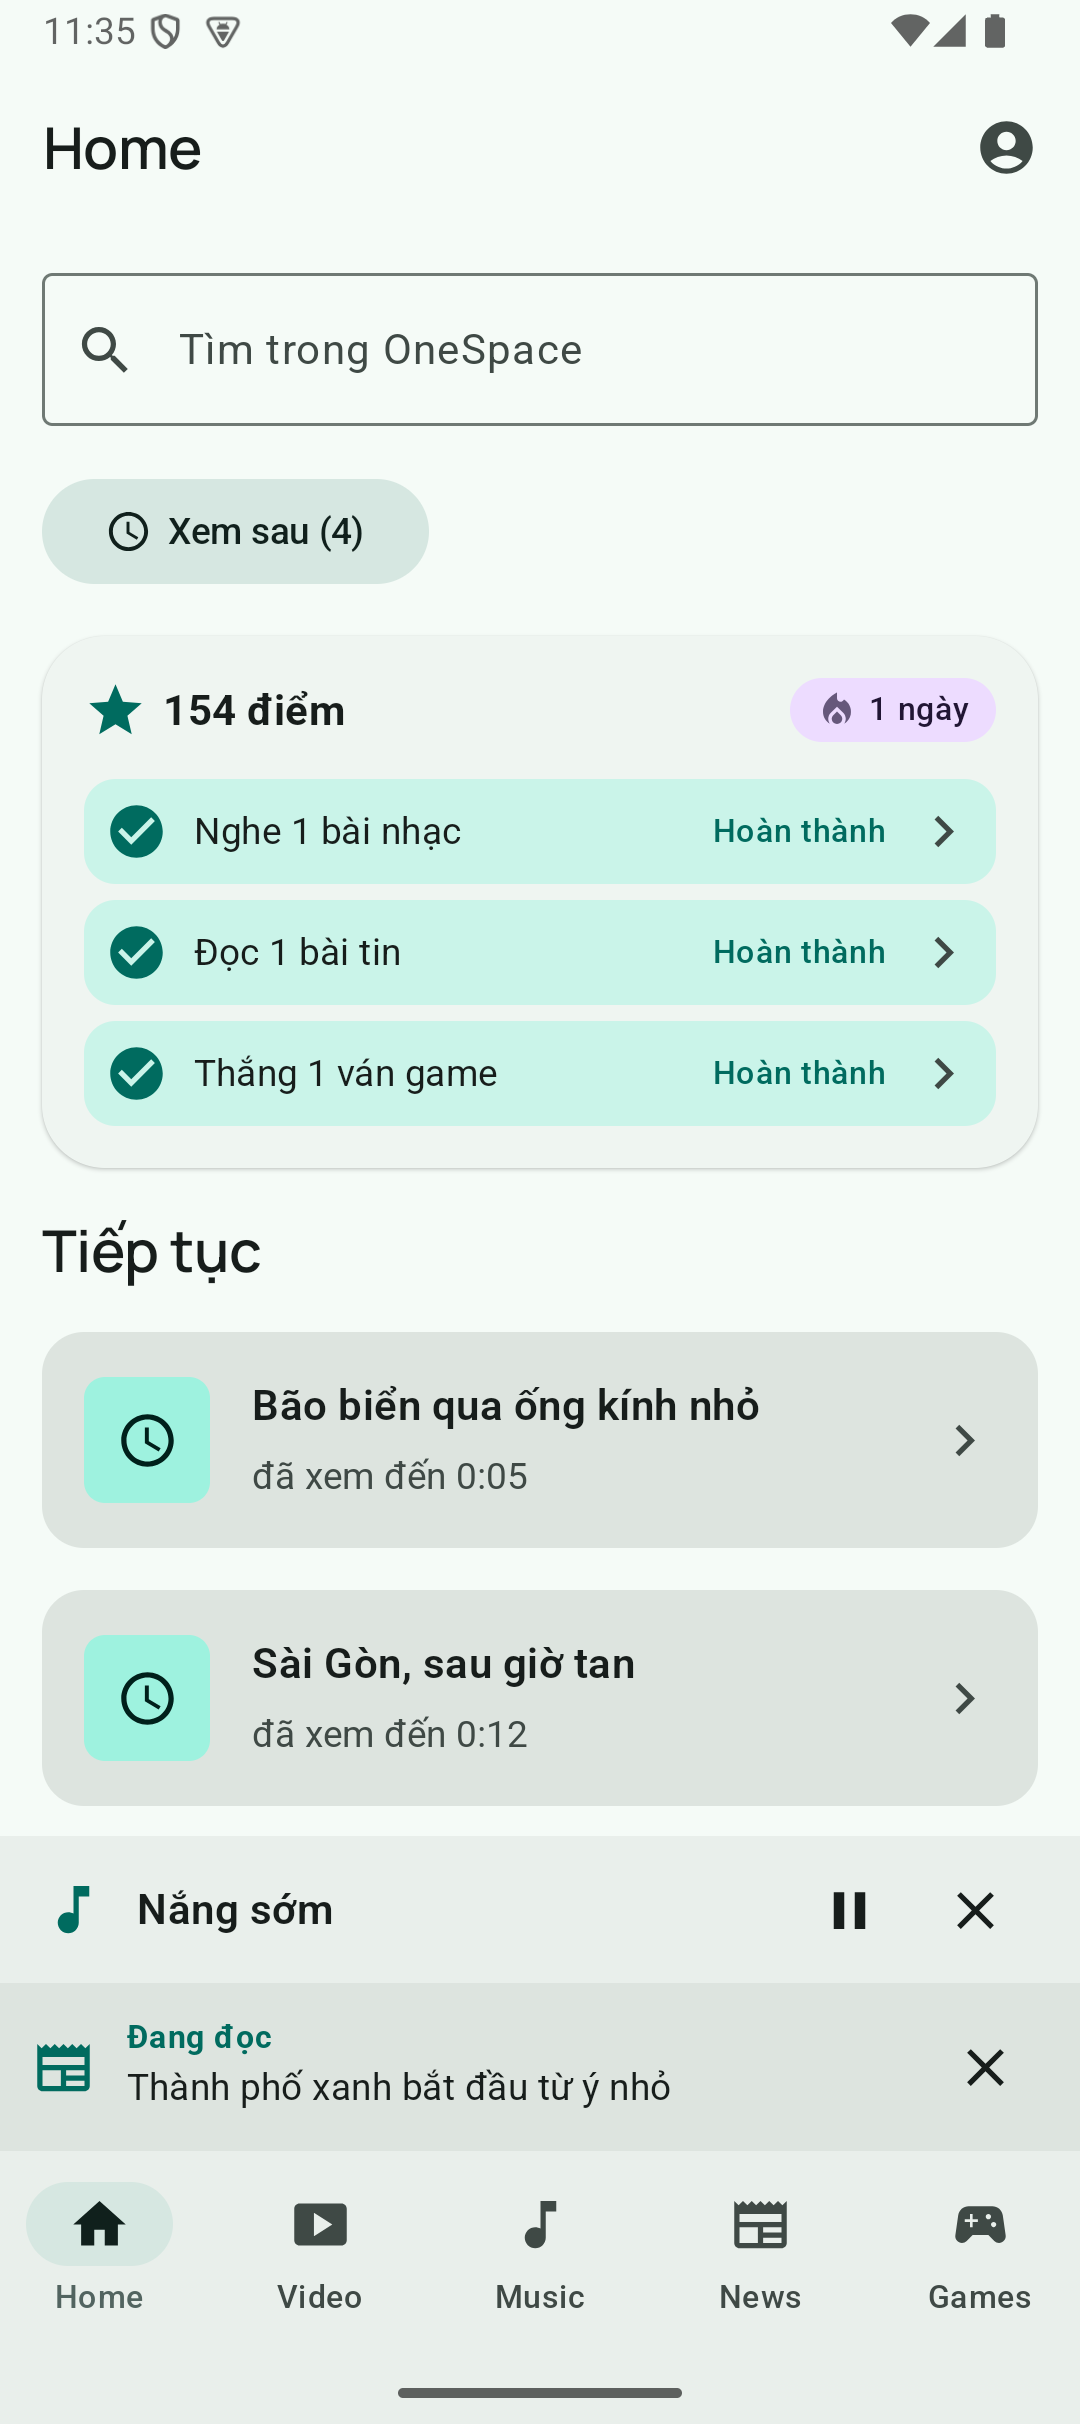 11:35
Home
Tìm trong OneSpace
Xem sau (4)
154 điểm
1 ngày
Nghe 1 bài nhạc
Hoàn thành
Đọc 1 bài tin
Hoàn thành
Thắng 1 ván game
Hoàn thành
Tiếp tục
Bão biển qua ống kính nhỏ
đã xem đến 0:05
Sài Gòn, sau giờ tan
đã xem đến 0:12
Nắng sớm
Đang đọc
Thành phố xanh bắt đầu từ ý nhỏ
Home
Video
Music
News
Games